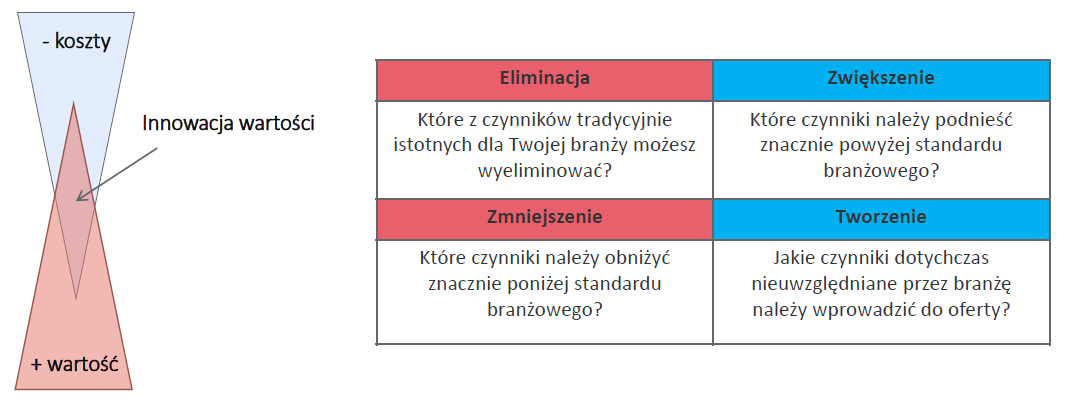 - koszty
Innowacja wartości
+ wartość
Eliminacja
Zwiększenie
Które z czynników tradycyjnie
istotnych dla Twojej branży możesz
wyeliminować?
Które czynniki należy podnieść
znacznie powyżej standardu
branżowego?
Zmniejszenie
Tworzenie
Które czynniki należy obniżyć
znacznie poniżej standardu
branżowego?
Jakie czynniki dotychczas
nieuwzględniane przez branżę
należy wprowadzić do oferty?